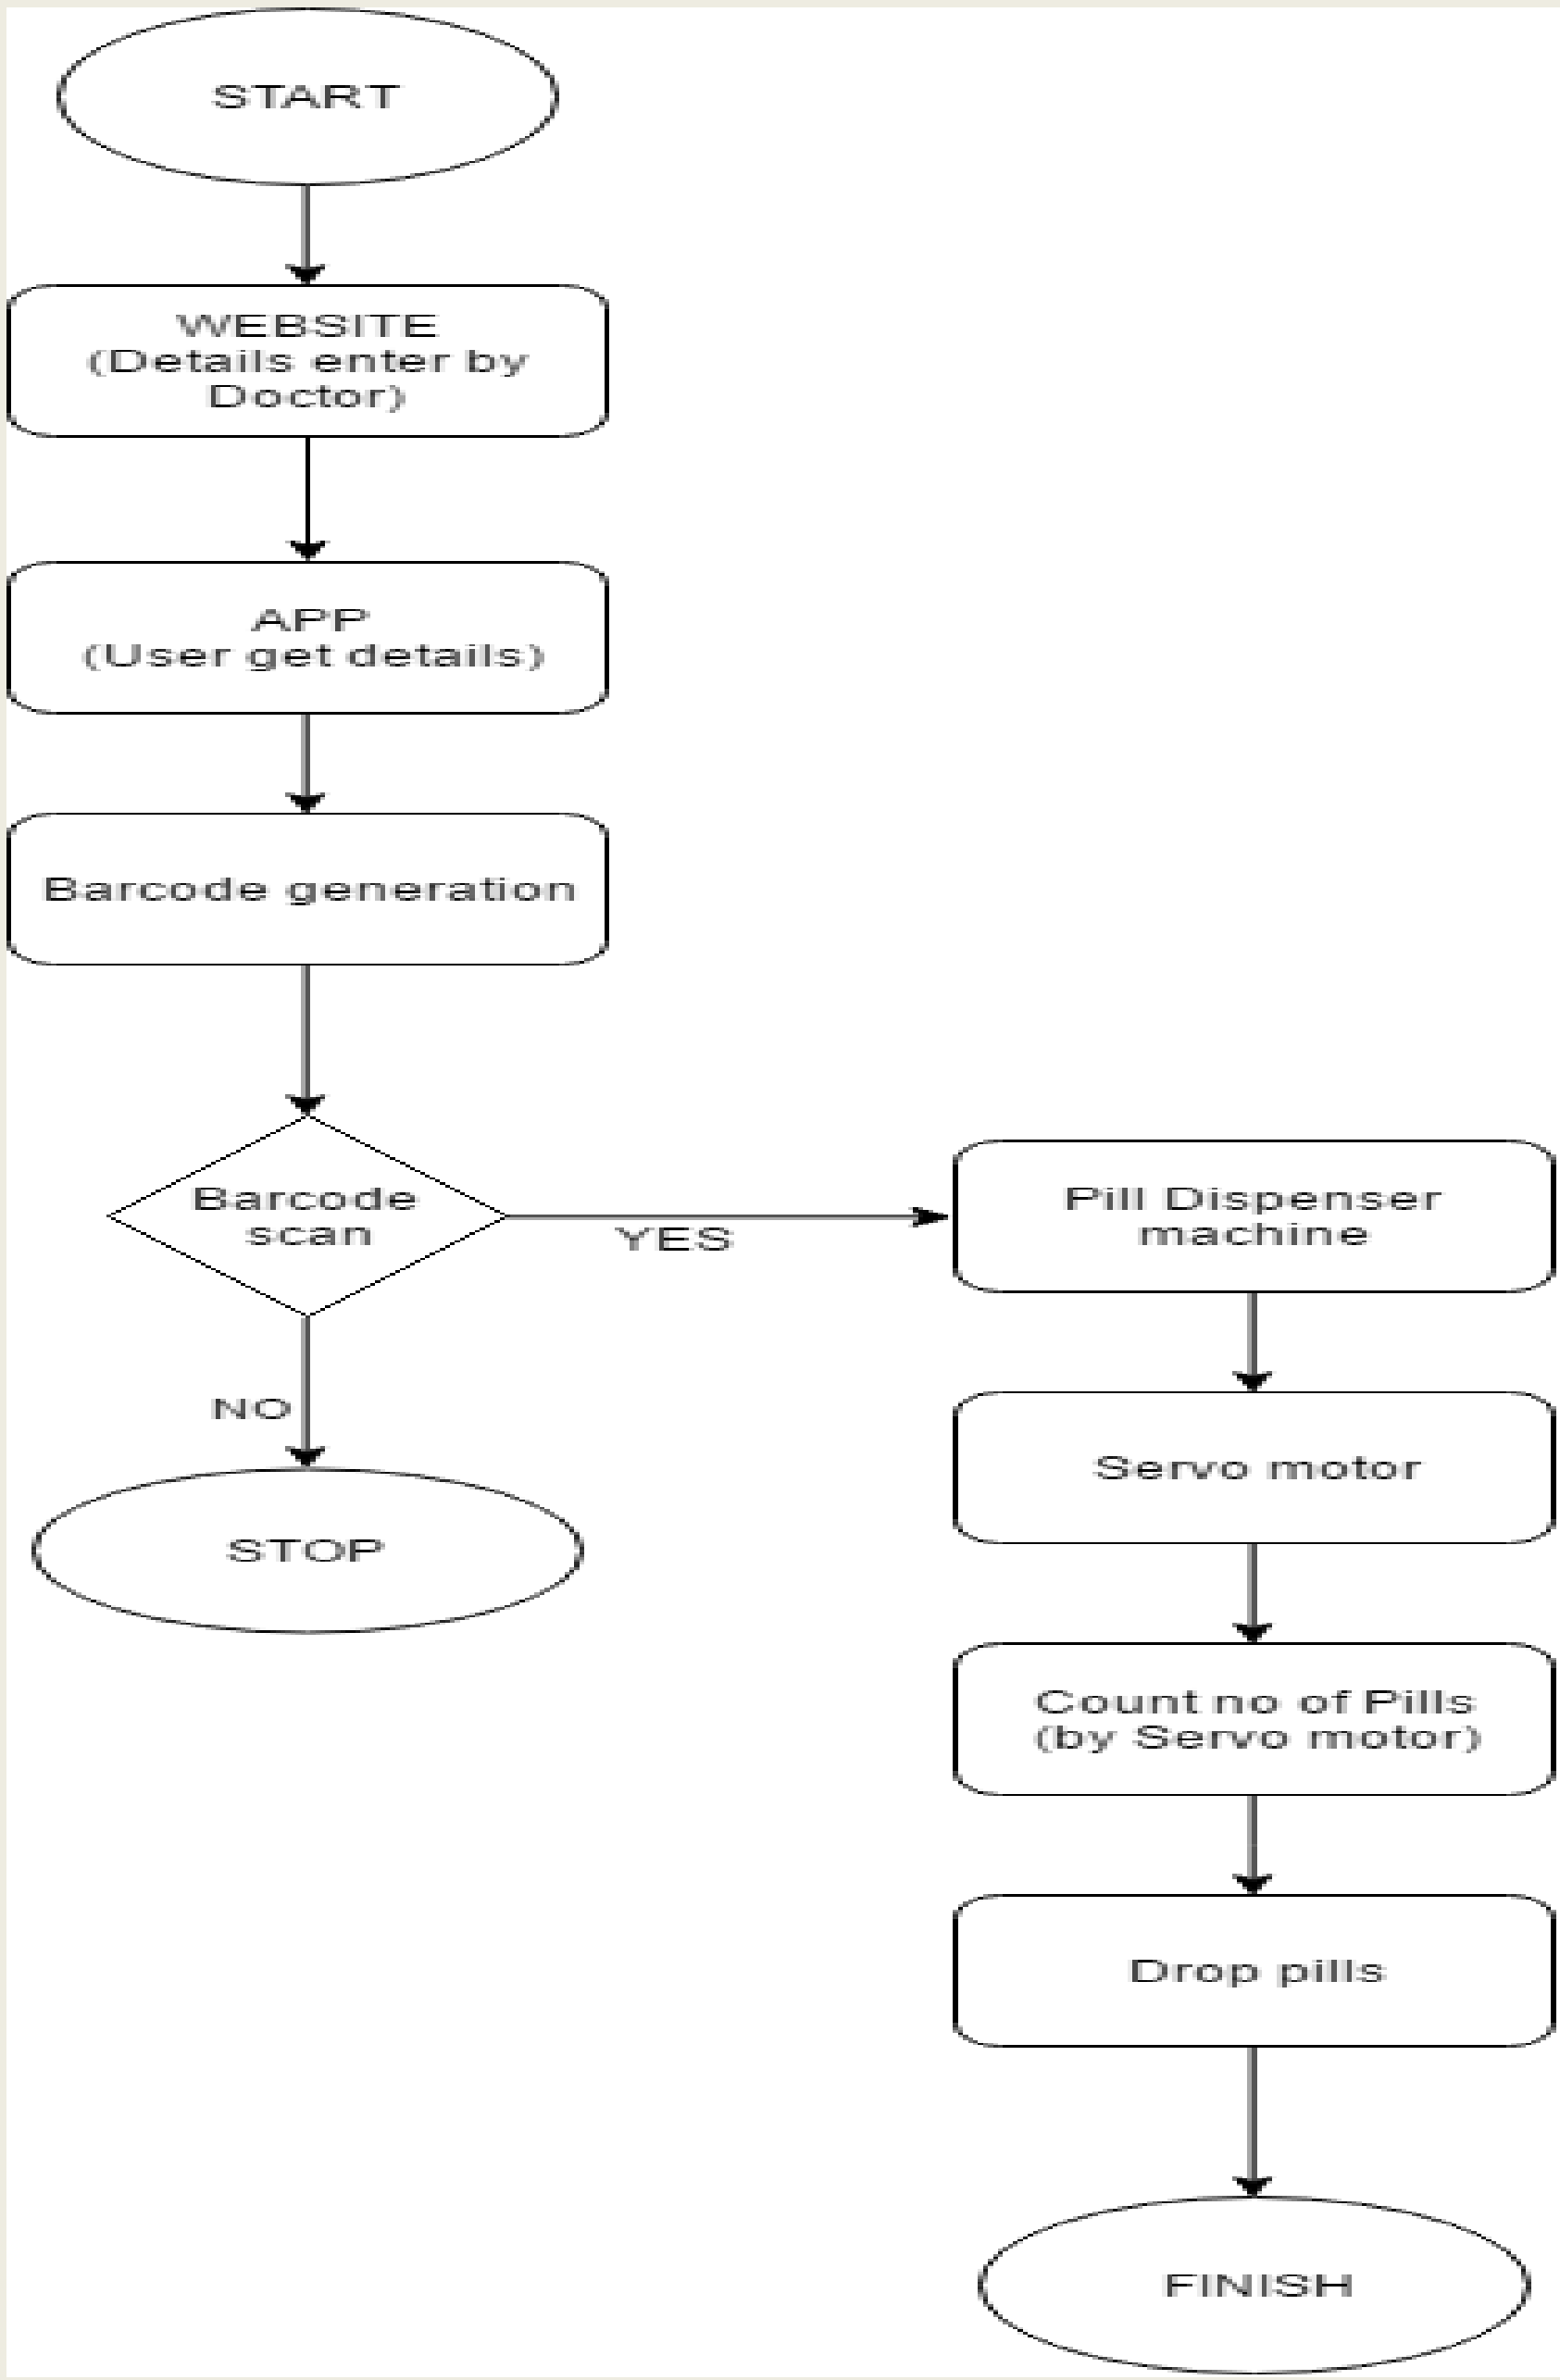 START
WEBSITE
(Details enter by
Doctor)
APP
(User get details)
Barcode generation
Barcode
scan
YES
NO
STOP
Pill Dispenser
machine
Servo motor
Count no of Pills
(by Servo motor)
Drop pills
FINISH